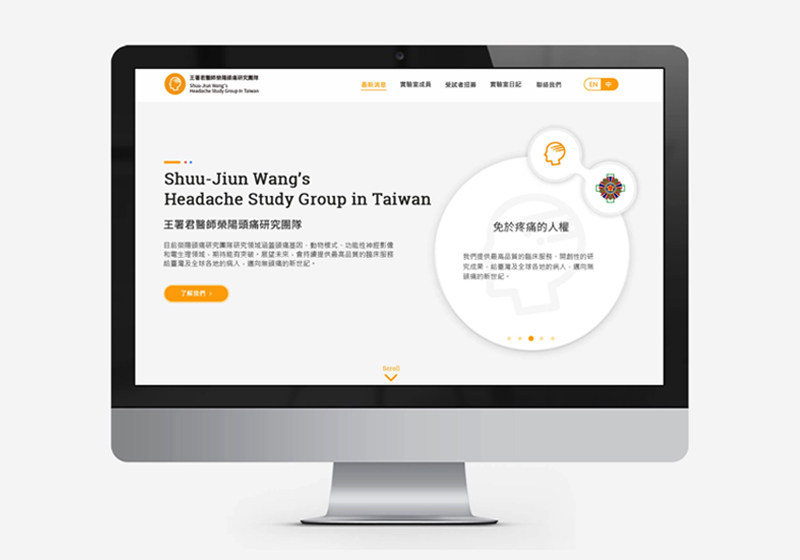 王署君醫師榮陽頭痛研究團隊
Shuu-Jiun Wang's
Headache Study Group in Taiwan
最新消息 實驗室成員 受試者招募 實驗室日記 聯絡我們 EN 中
Shuu-Jiun Wang's
Headache Study Group in Taiwan
王署君醫師榮陽頭痛研究團隊
目前榮陽頭痛研究團隊研究領域涵蓋頭痛基因、動物模式、功能性神經影像
和電生理領域，期待能有突破。展望未來，會持續提供最高品質的臨床服務
給臺灣及全球各地的病人，邁向無頭痛的新世紀。
了解我們
免於疼痛的人權
我們提供最高品質的臨床服務、開創性的研
究成果，給臺灣及全球各地的病人，邁向無
頭痛的新世紀。
Scroll